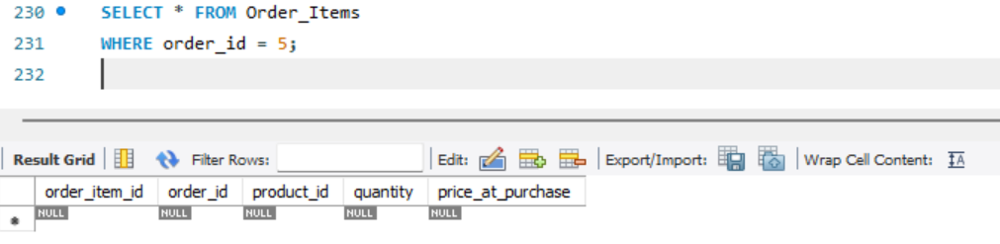 230 SELECT * FROM Order_Items
231 WHERE order_id = 5;
232
Result Grid Filter Rows: Edit: Export/Import: Wrap Cell Content: IA
order_item_id order_id product_id quantity price_at_purchase
* NULL NULL NULL NULL NULL